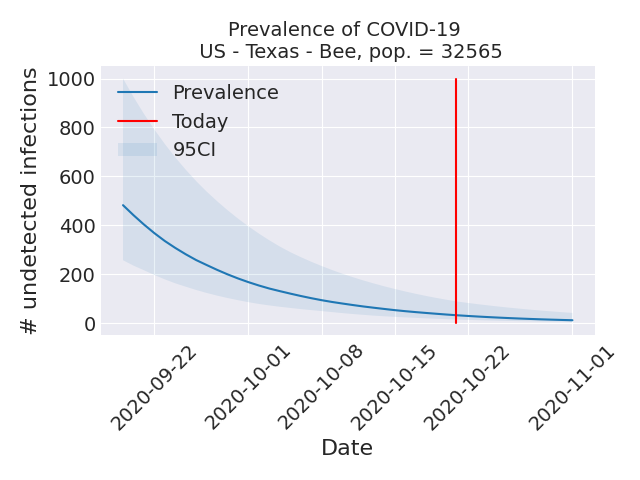 Prevalence of COVID-19
US - Texas - Bee, pop. = 32565
# undetected infections
1000
800
600
400
200
0
Prevalence
Today
95CI
2020-09-22
2020-10-01
2020-10-08
2020-10-15
2020-10-22
2020-11-01
Date